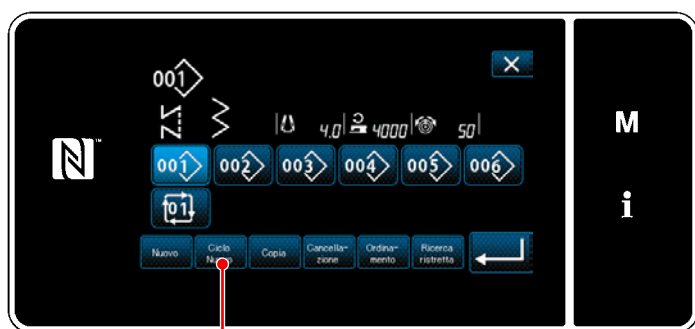 001
4.0 4000 50
M
001 002 003 004 005 006
01
i
Nuovo Ciclo Nuovo Copia Cancella- zione Ordina- mento Ricerca ristretta